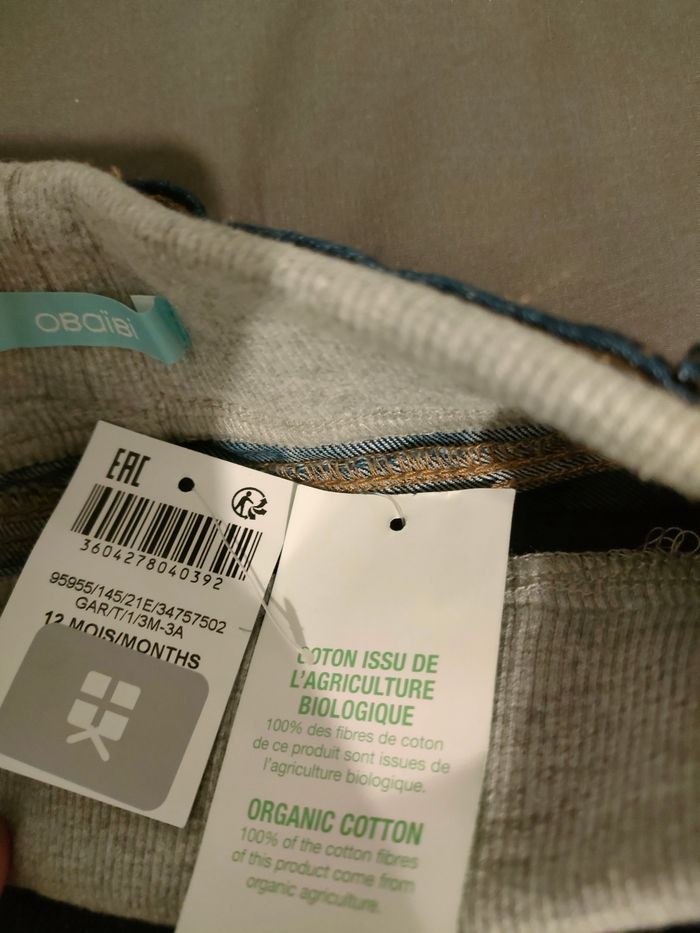 OBAÏBI
EAC
3604278040392
95955/145/21E/34757502
GAR/T/1/3M-3A
12 MOIS/MONTHS
COTON ISSU DE
L'AGRICULTURE
BIOLOGIQUE
100% des fibres de coton
de ce produit sont issues de
l'agriculture biologique.
ORGANIC COTTON
100% of the cotton fibres
of this product come from
organic agriculture.